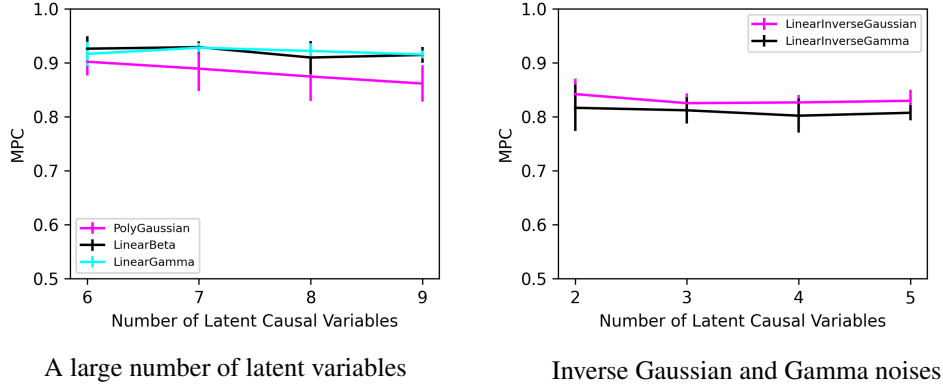 1.0
0.9
0.8
0.7
0.6
0.5
MPC
PolyGaussian
LinearBeta
LinearGamma
6 7 8 9
Number of Latent Causal Variables
A large number of latent variables
1.0
0.9
0.8
0.7
0.6
0.5
MPC
LinearInverseGaussian
LinearInverseGamma
2 3 4 5
Number of Latent Causal Variables
Inverse Gaussian and Gamma noises